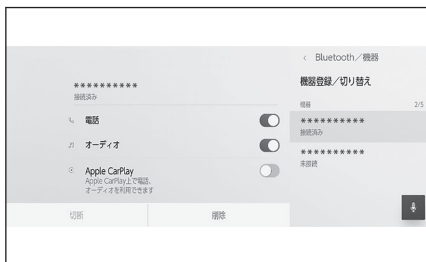 ＊＊＊＊＊＊＊＊＊＊
接続済み
電話
オーディオ
Apple CarPlay
Apple CarPlay上で電話、
オーディオを利用できます
切断
削除
＜ Bluetooth／機器
機器登録／切り替え
機器 2/5
＊＊＊＊＊＊＊＊＊＊
接続済み
＊＊＊＊＊＊＊＊＊＊
未接続